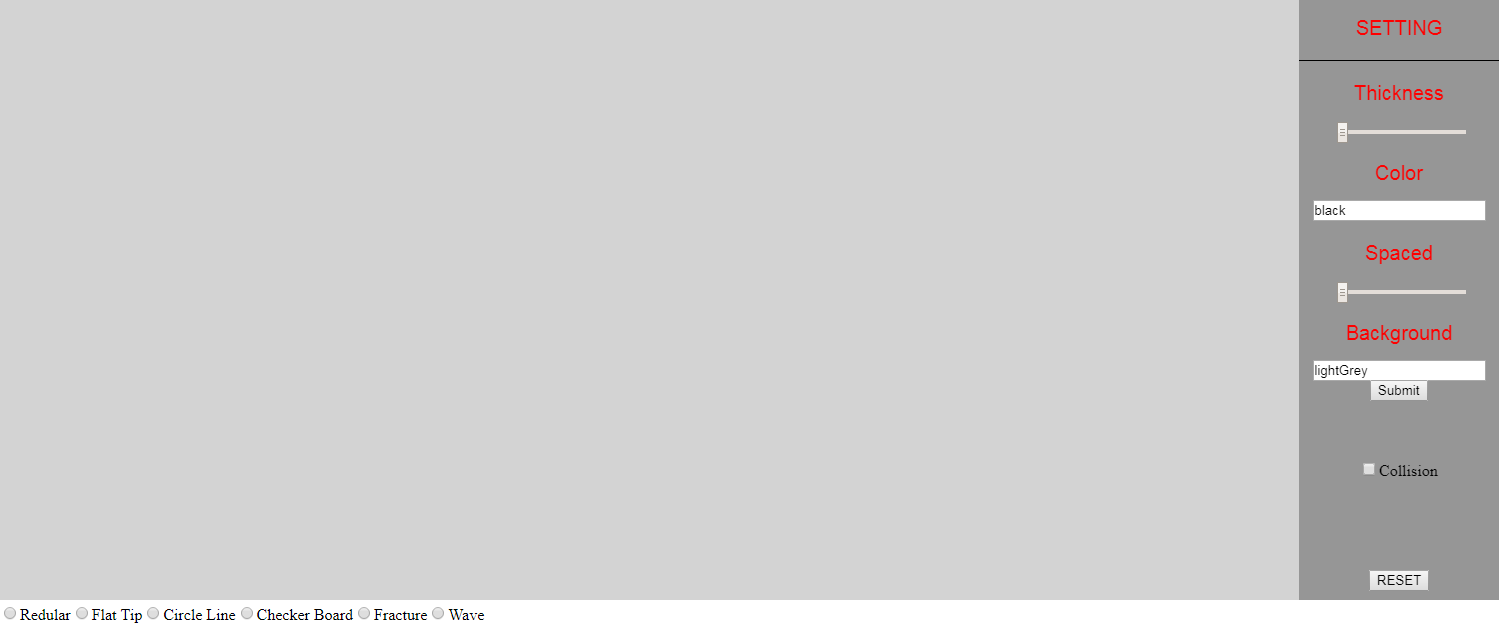 SETTING
Thickness
Color
black
Spaced
Background
lightGrey
Submit
Collision
RESET
Redular Flat Tip Circle Line Checker Board Fracture Wave